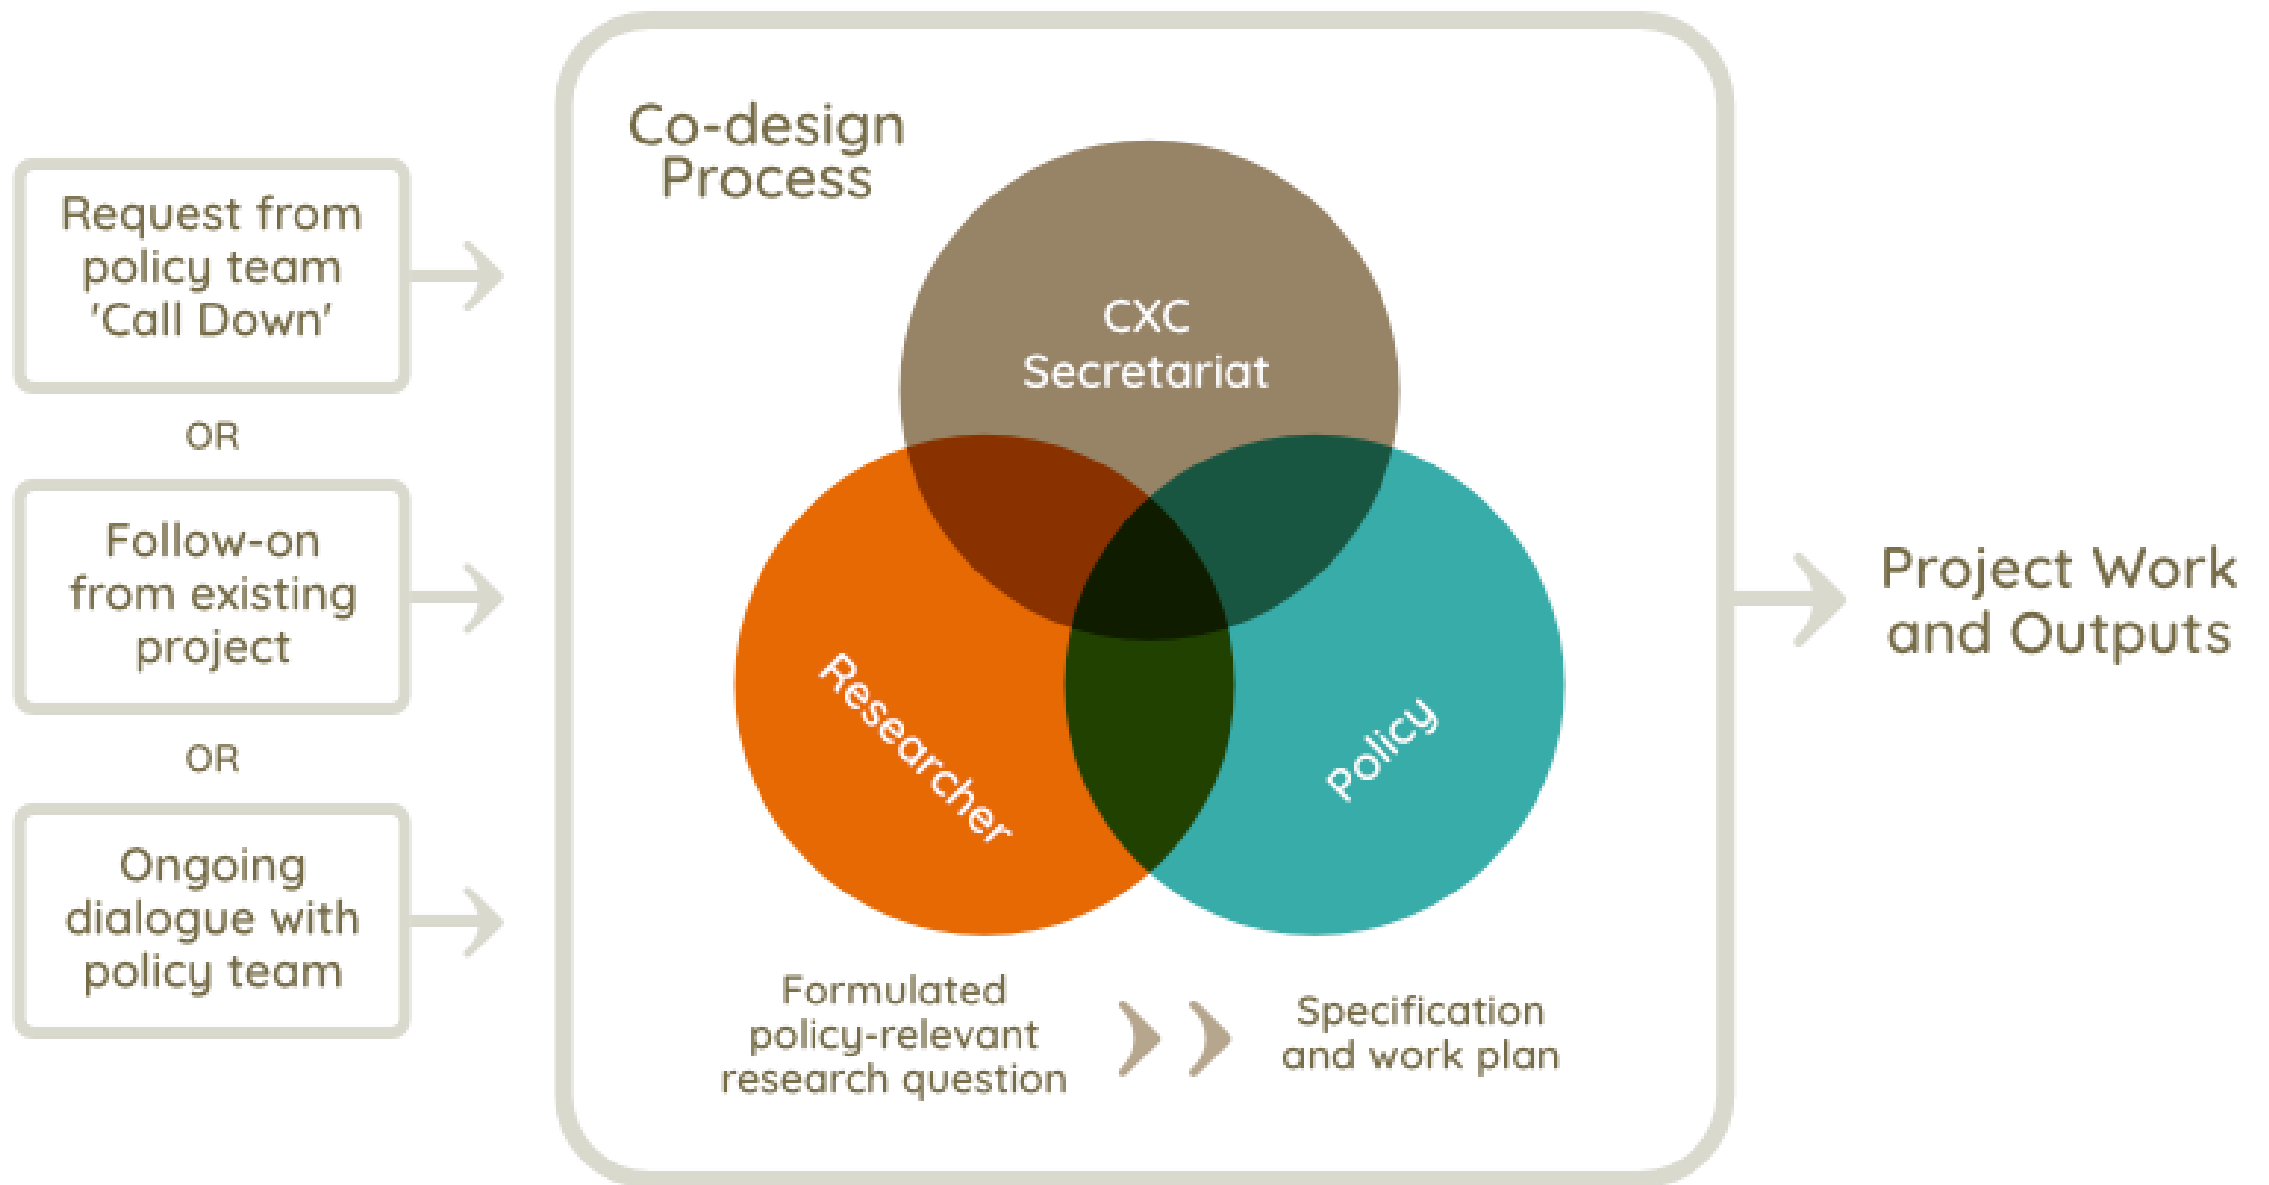 Request from
policy team
'Call Down'
OR
Follow-on
from existing
project
OR
Ongoing
dialogue with
policy team
Co-design
Process
CXC
Secretariat
Researcher
Policy
Formulated
policy-relevant
research question
Specification
and work plan
Project Work
and Outputs